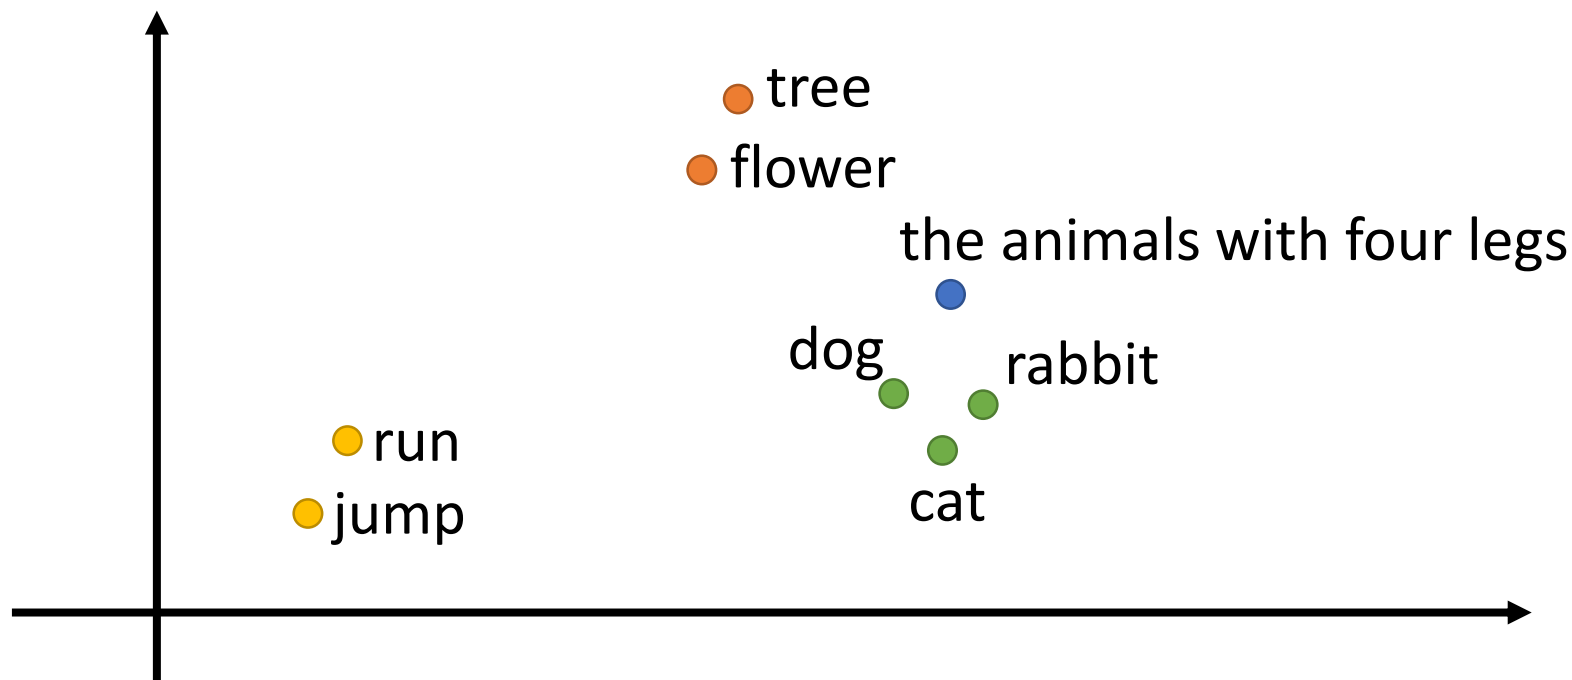 tree
flower
the animals with four legs
dog
rabbit
run
cat
jump